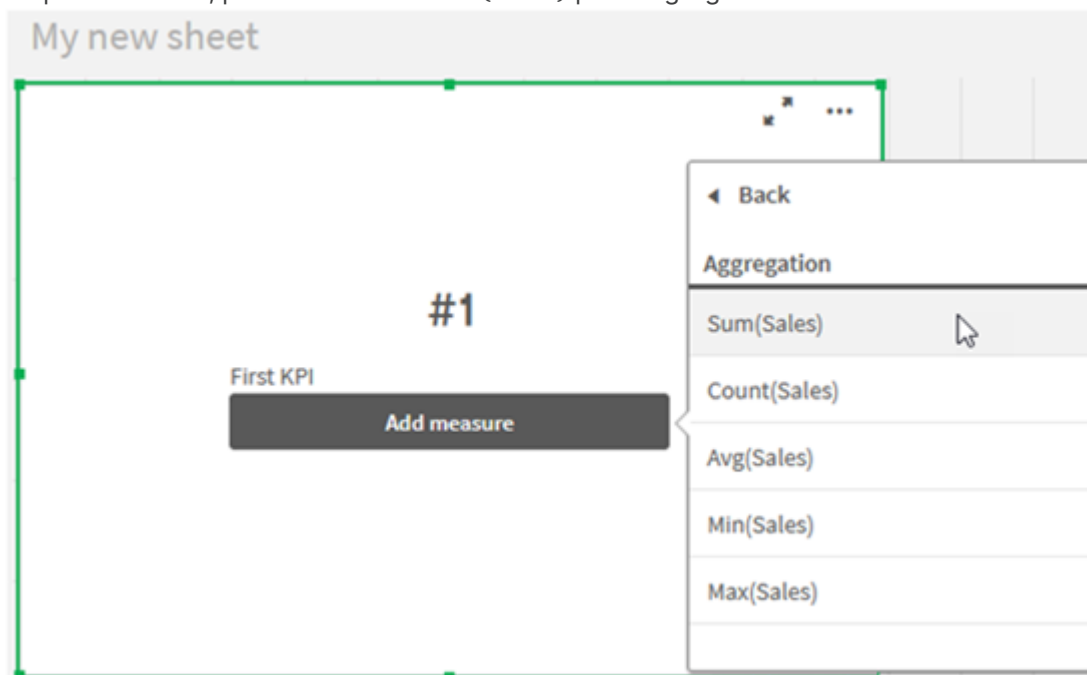 My new sheet
Back
Aggregation
#1
Sum(Sales)
First KPI
Count(Sales)
Add measure
Avg(Sales)
Min(Sales)
Max(Sales)